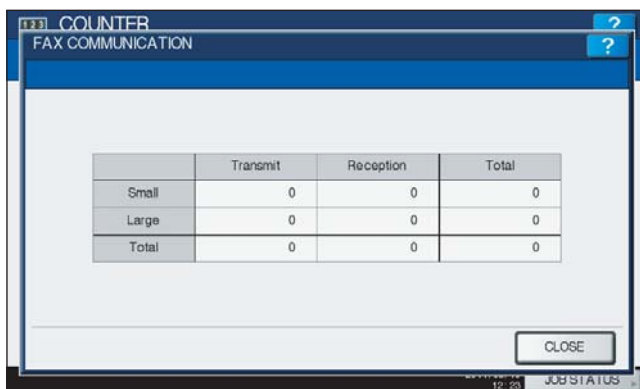 123 COUNTER ?
FAX COMMUNICATION ?
Transmit Reception Total
Small 0 0 0
Large 0 0 0
Total 0 0 0
CLOSE
12:23 JOB STATUS